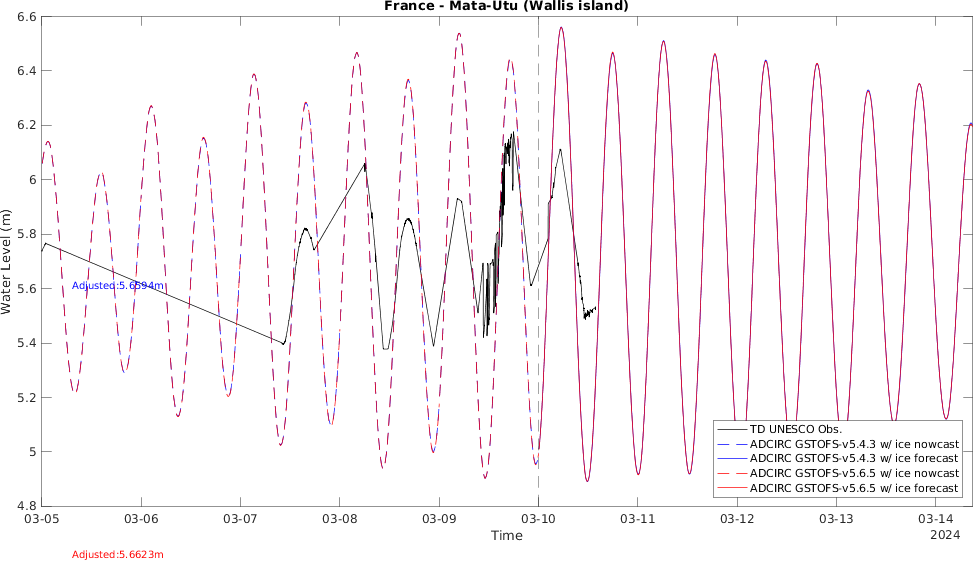 France - Mata-Utu (Wallis island)
6.6
6.4
6.2
6
5.8
5.6
5.4
5.2
5
4.8
Water Level (m)
Adjusted:5.6594m
TD UNESCO Obs.
ADCIRC GSTOFS-v5.4.3 w/ ice nowcast
ADCIRC GSTOFS-v5.4.3 w/ ice forecast
ADCIRC GSTOFS-v5.6.5 w/ ice nowcast
ADCIRC GSTOFS-v5.6.5 w/ ice forecast
03-05 03-06 03-07 03-08 03-09 03-10 03-11 03-12 03-13 03-14
Time
2024
Adjusted:5.6623m